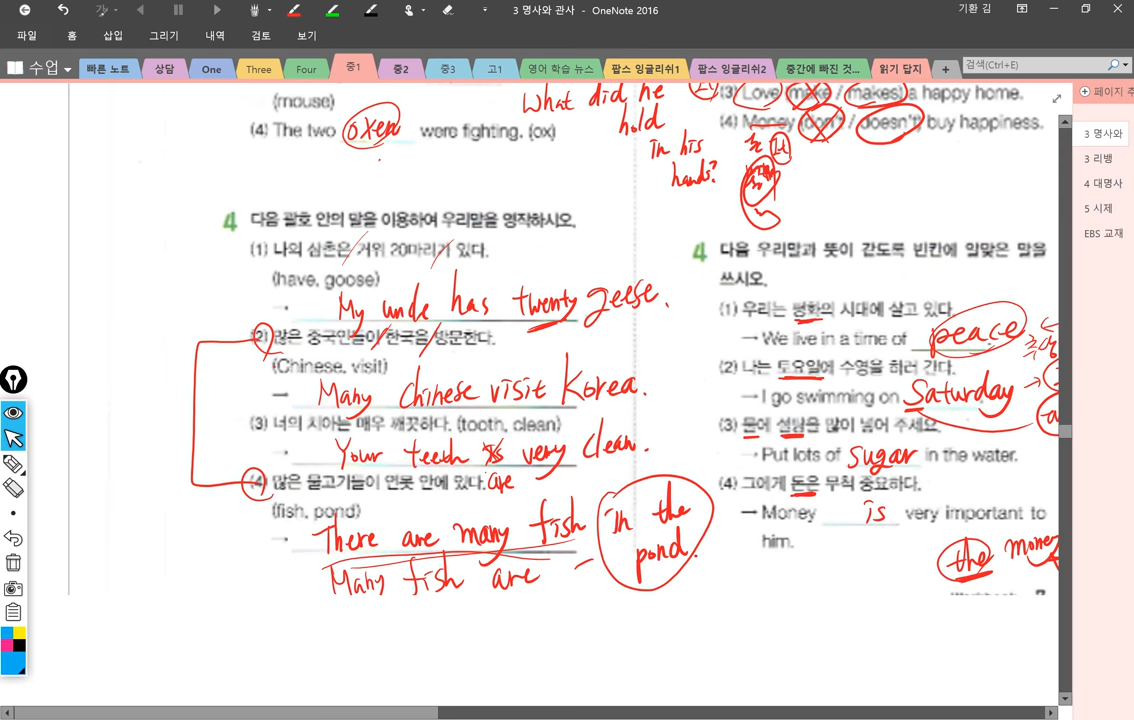 3 명사와 관사 - OneNote 2016
기환 김
파일 홈 삽입 그리기 내역 검토 보기
수업 빠른 노트 상담 One Three Four 중1 중2 중3 고1 영어 학습 뉴스 팝스 잉글리쉬1 팝스 잉글리쉬2 중간에 빠진 것... 읽기 답지 + 검색(Ctrl+E)
페이지 추
3 명사와
3 리뱅
4 대명사
5 시제
EBS 교재
(mouse)
(4) The two oxen were fighting. (ox)
What did he
hold
in his
hands?
4 다음 괄호 안의 말을 이용하여 우리말을 영작하시오.
(1) 나의 삼촌은 거위 20마리가 있다.
(have, goose)
→ My uncle has twenty geese.
(2) 많은 중국인들이 한국을 방문한다.
(Chinese, visit)
→ Many Chinese visit Korea.
(3) 너의 치아는 매우 깨끗하다. (tooth, clean)
→ Your teeth is very clean.
are
(4) 많은 물고기들이 연못 안에 있다.
(fish, pond)
→ There are many fish in the pond.
Many fish are
(3) Love (make / makes) a happy home.
(4) Money (don't / doesn't) buy happiness.
4 다음 우리말과 뜻이 같도록 빈칸에 알맞은 말을
쓰시오.
(1) 우리는 평화의 시대에 살고 있다.
→ We live in a time of peace
(2) 나는 토요일에 수영을 하러 간다.
→ I go swimming on Saturday
(3) 물에 설탕을 많이 넣어 주세요.
→ Put lots of sugar in the water.
(4) 그에게 돈은 무척 중요하다.
→ Money is very important to
him.
the money